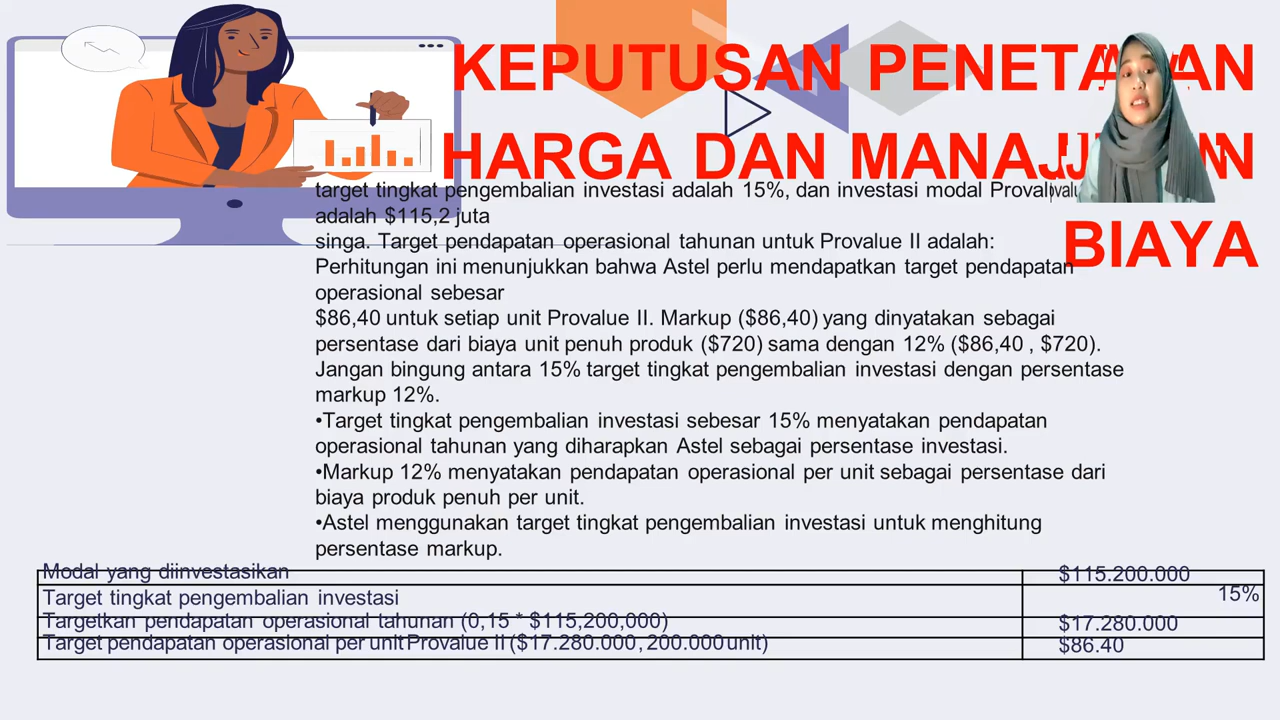 KEPUTUSAN PENETAPAN
HARGA DAN MANAJEMEN
BIAYA
target tingkat pengembalian investasi adalah 15%, dan investasi modal Provalu
adalah $115,2 juta
singa. Target pendapatan operasional tahunan untuk Provalue II adalah:
Perhitungan ini menunjukkan bahwa Astel perlu mendapatkan target pendapatan
operasional sebesar
$86,40 untuk setiap unit Provalue II. Markup ($86,40) yang dinyatakan sebagai
persentase dari biaya unit penuh produk ($720) sama dengan 12% ($86,40 , $720).
Jangan bingung antara 15% target tingkat pengembalian investasi dengan persentase
markup 12%.
•Target tingkat pengembalian investasi sebesar 15% menyatakan pendapatan
operasional tahunan yang diharapkan Astel sebagai persentase investasi.
•Markup 12% menyatakan pendapatan operasional per unit sebagai persentase dari
biaya produk penuh per unit.
•Astel menggunakan target tingkat pengembalian investasi untuk menghitung
persentase markup.
Modal yang diinvestasikan $115.200.000
Target tingkat pengembalian investasi 15%
Targetkan pendapatan operasional tahunan (0,15 * $115,200,000) $17.280.000
Target pendapatan operasional per unit Provalue II ($17.280.000, 200.000 unit) $86.40